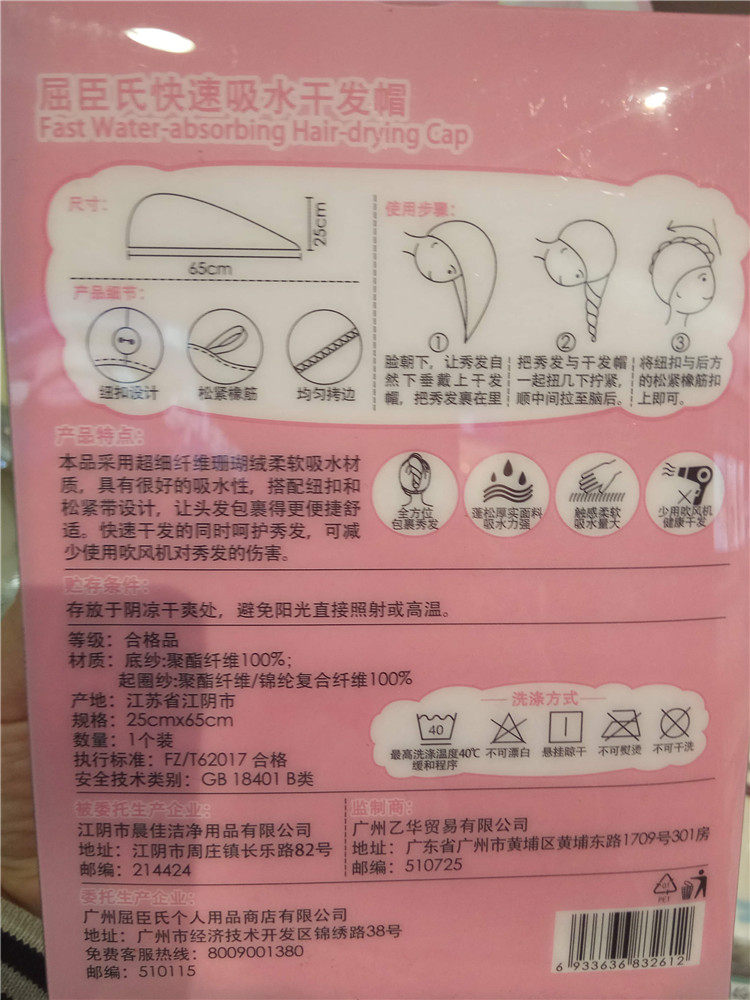 屈臣氏快速吸水干发帽
Fast Water-absorbing Hair-drying Cap
尺寸：
25cm
65cm
产品细节：
纽扣设计
松紧橡筋
均匀拷边
使用步骤：
①
脸朝下，让秀发自
然下垂戴上干发
帽，把秀发裹在里
②
把秀发与干发帽
一起扭几下拧紧，
顺中间拉至脑后。
③
将纽扣与后方
的松紧橡筋扣
上即可。
产品特点：
本品采用超细纤维珊瑚绒柔软吸水材
质，具有很好的吸水性，搭配纽扣和
松紧带设计，让头发包裹得更便捷舒
适。快速干发的同时呵护秀发，可减
少使用吹风机对秀发的伤害。
全方位
包裹秀发
蓬松厚实面料
吸水力强
触感柔软
吸水量大
少用吹风机
健康干发
贮存条件：
存放于阴凉干爽处，避免阳光直接照射或高温。
等级：合格品
材质：底纱:聚酯纤维100%；
起圈纱:聚酯纤维/锦纶复合纤维100%
产地：江苏省江阴市
规格：25cmx65cm
数量：1个装
执行标准：FZ/T62017 合格
安全技术类别：GB 18401 B类
洗涤方式
40
最高洗涤温度40℃
缓和程序
不可漂白
悬挂晾干
不可熨烫
不可干洗
被委托生产企业：
江阴市晨佳洁净用品有限公司
地址：江阴市周庄镇长乐路82号
邮编：214424
监制商：
广州乙华贸易有限公司
地址：广东省广州市黄埔区黄埔东路1709号301房
邮编：510725
委托生产企业：
广州屈臣氏个人用品商店有限公司
地址：广州市经济技术开发区锦绣路38号
免费客服热线：8009001380
邮编：510115
01
PET
6 933636 832612